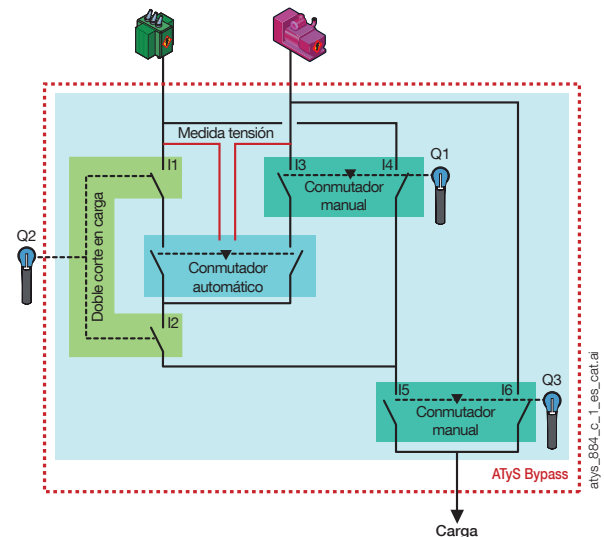 Medida tensión
I1
I3
I4
Q1
Conmutador
manual
Q2
Doble corte en carga
Conmutador
automático
I2
I5
I6
Q3
Conmutador
manual
ATyS Bypass
atys_884_c_1_es_cat.ai
Carga